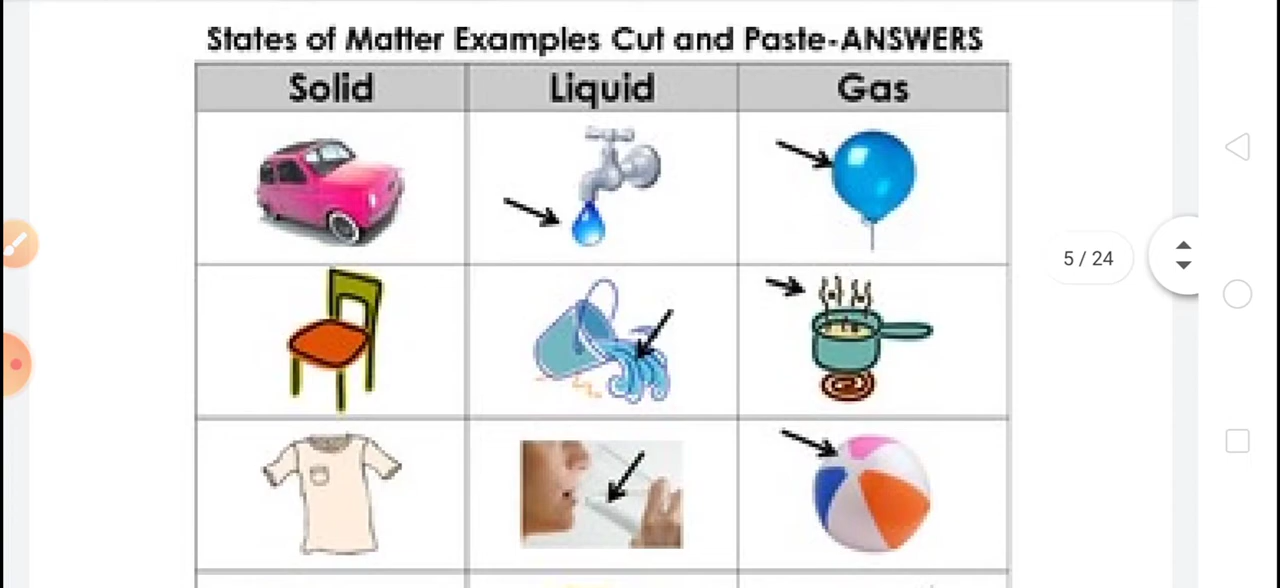 States of Matter Examples Cut and Paste-ANSWERS
Solid Liquid Gas
5 / 24